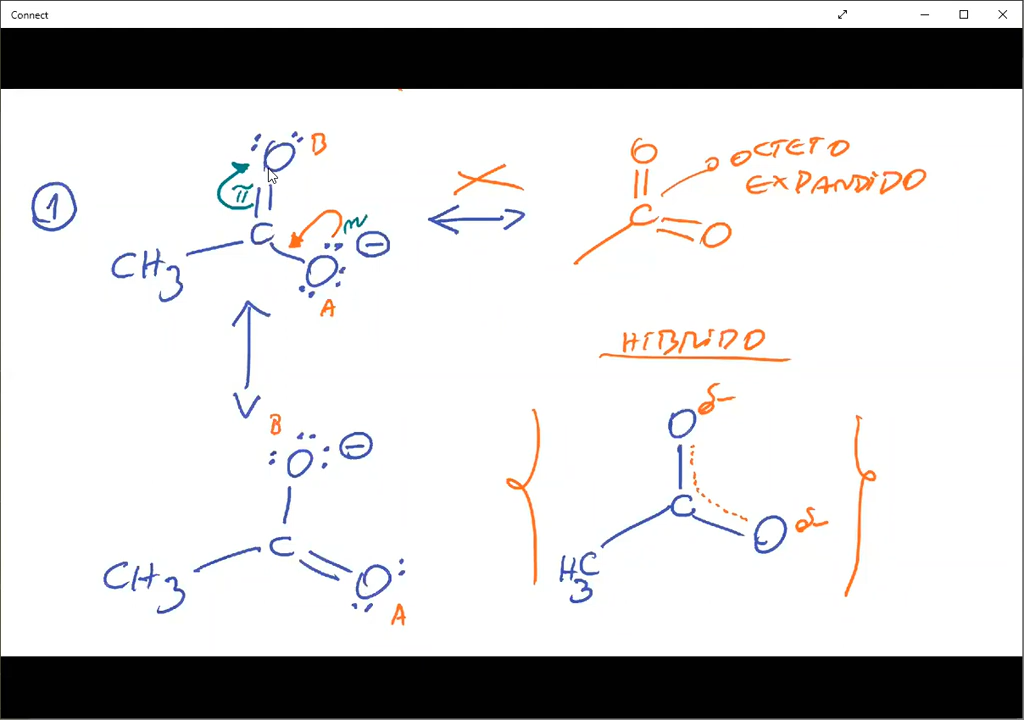 Connect
1
O B
π
C
n
CH3
O
A
O
C
O
OCTETO
EXPANDIDO
HIBRIDO
B
O
C
CH3
O
A
O δ-
C
O δ-
H3C